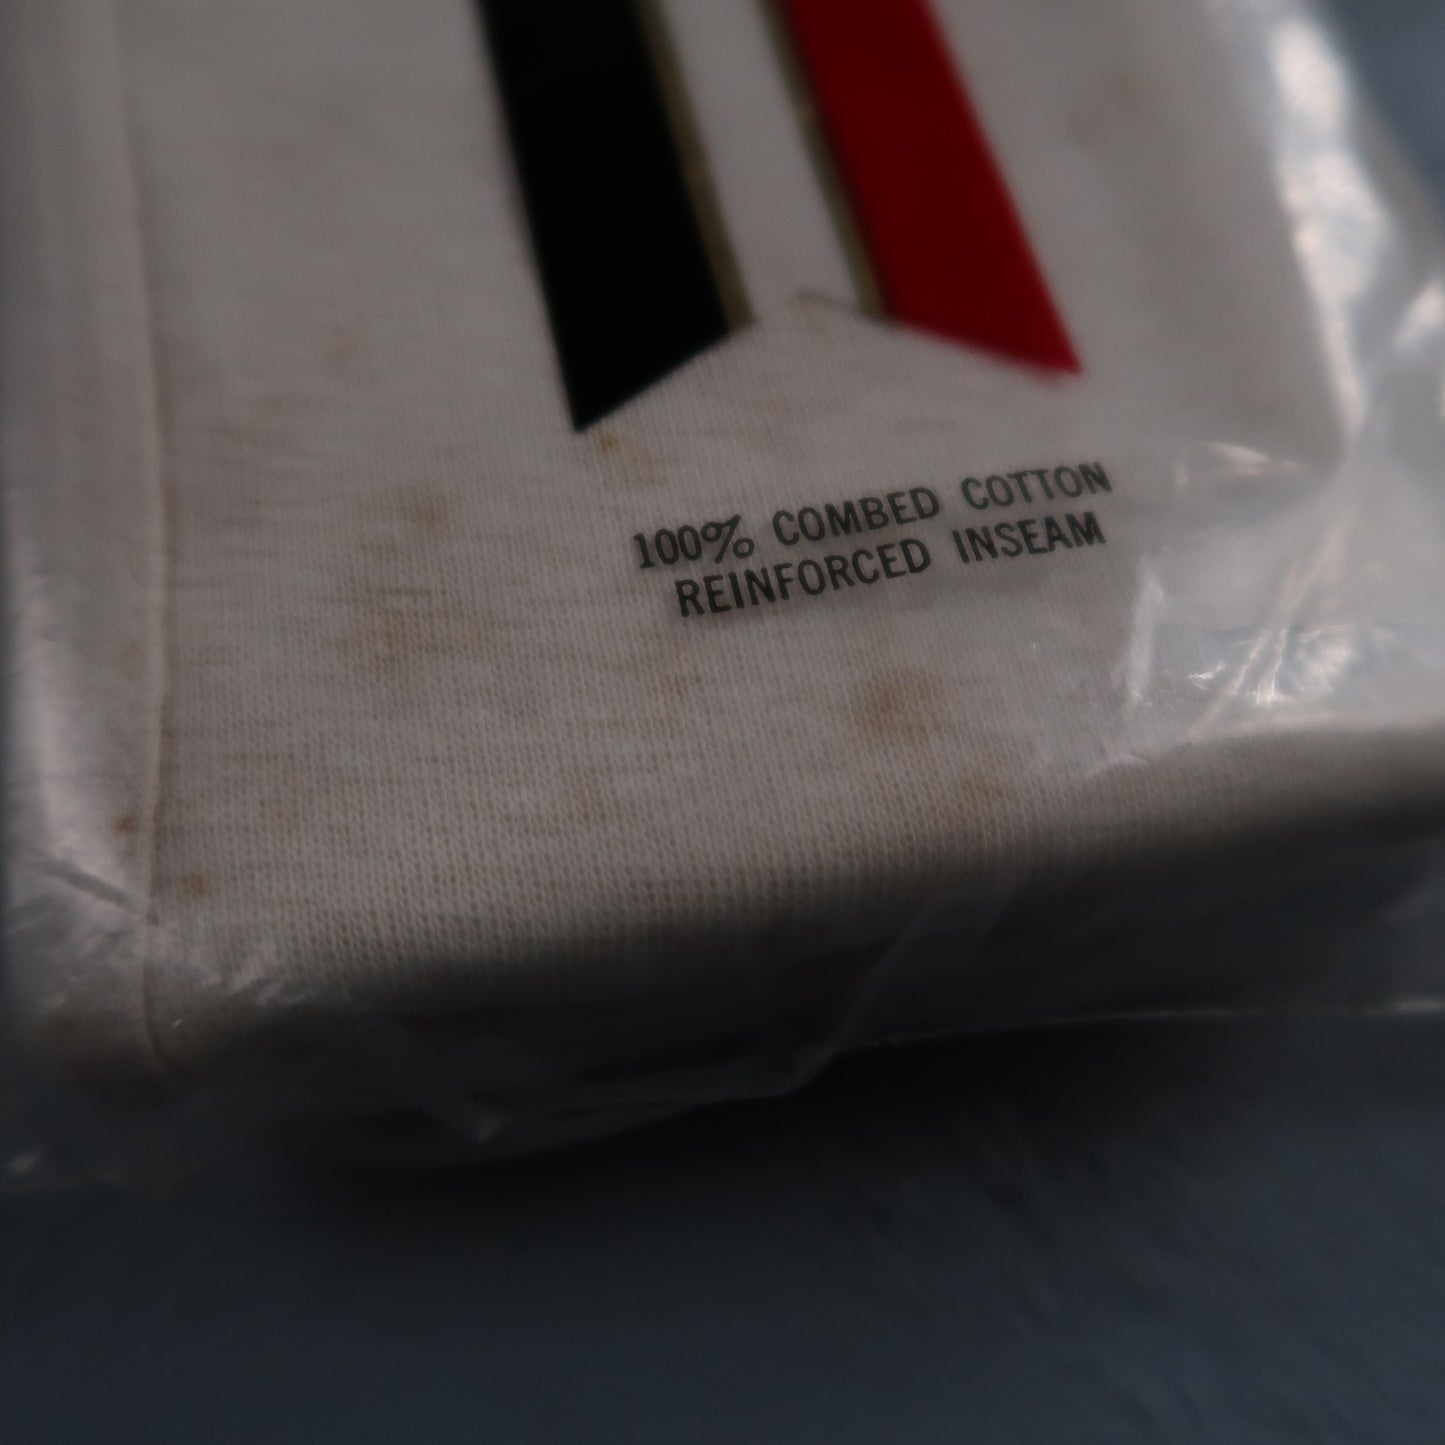 100% COMBED COTTON
REINFORCED INSEAM